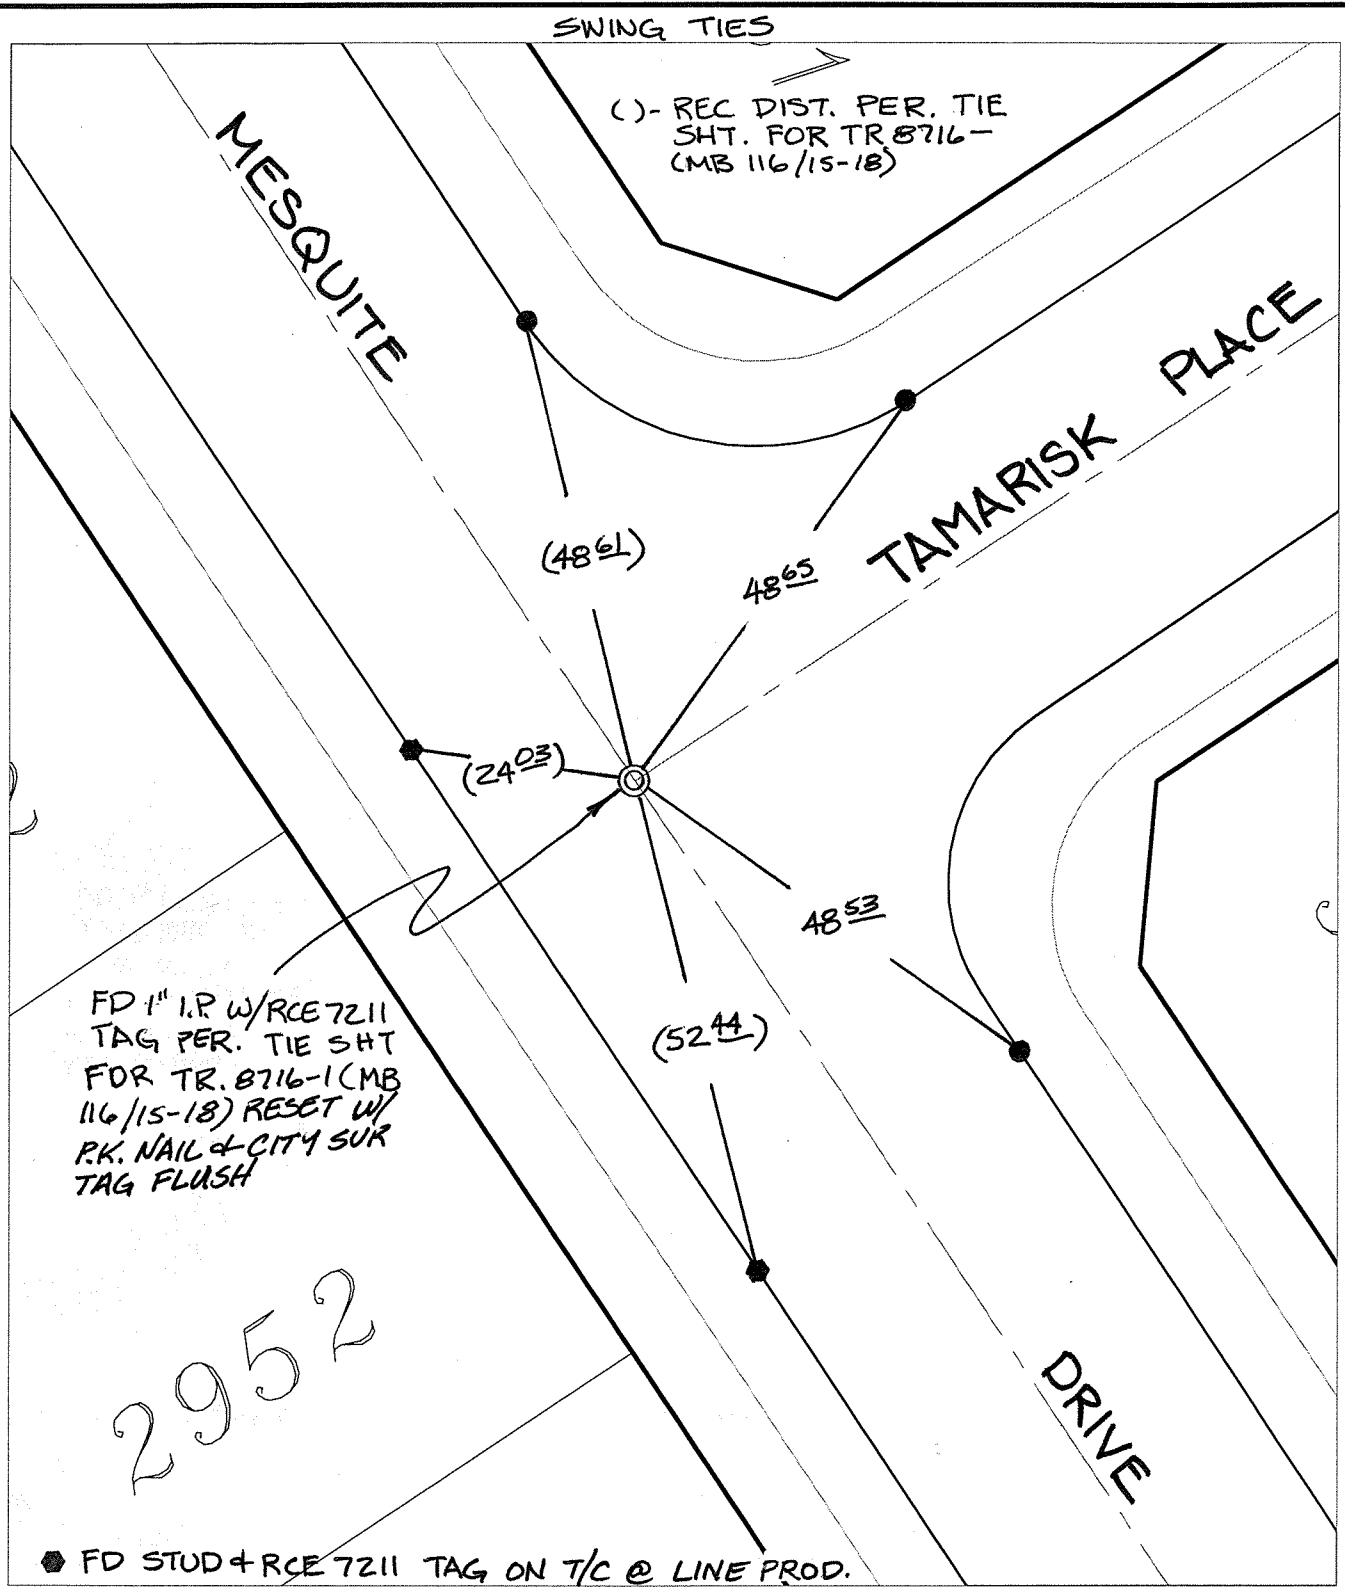 SWING TIES
( )- REC DIST. PER. TIE
SHT. FOR TR 8716-
(MB 116/15-18)
MESQUITE
TAMARISK PLACE
(48 61)
48 65
(24 03)
48 53
(52 44)
FD 1" I.P. W/RCE 7211
TAG PER. TIE SHT
FOR TR. 8716-1 (MB
116/15-18) RESET W/
P.K. NAIL & CITY SUR
TAG FLUSH
2952
DRIVE
FD STUD & RCE 7211 TAG ON T/C @ LINE PROD.